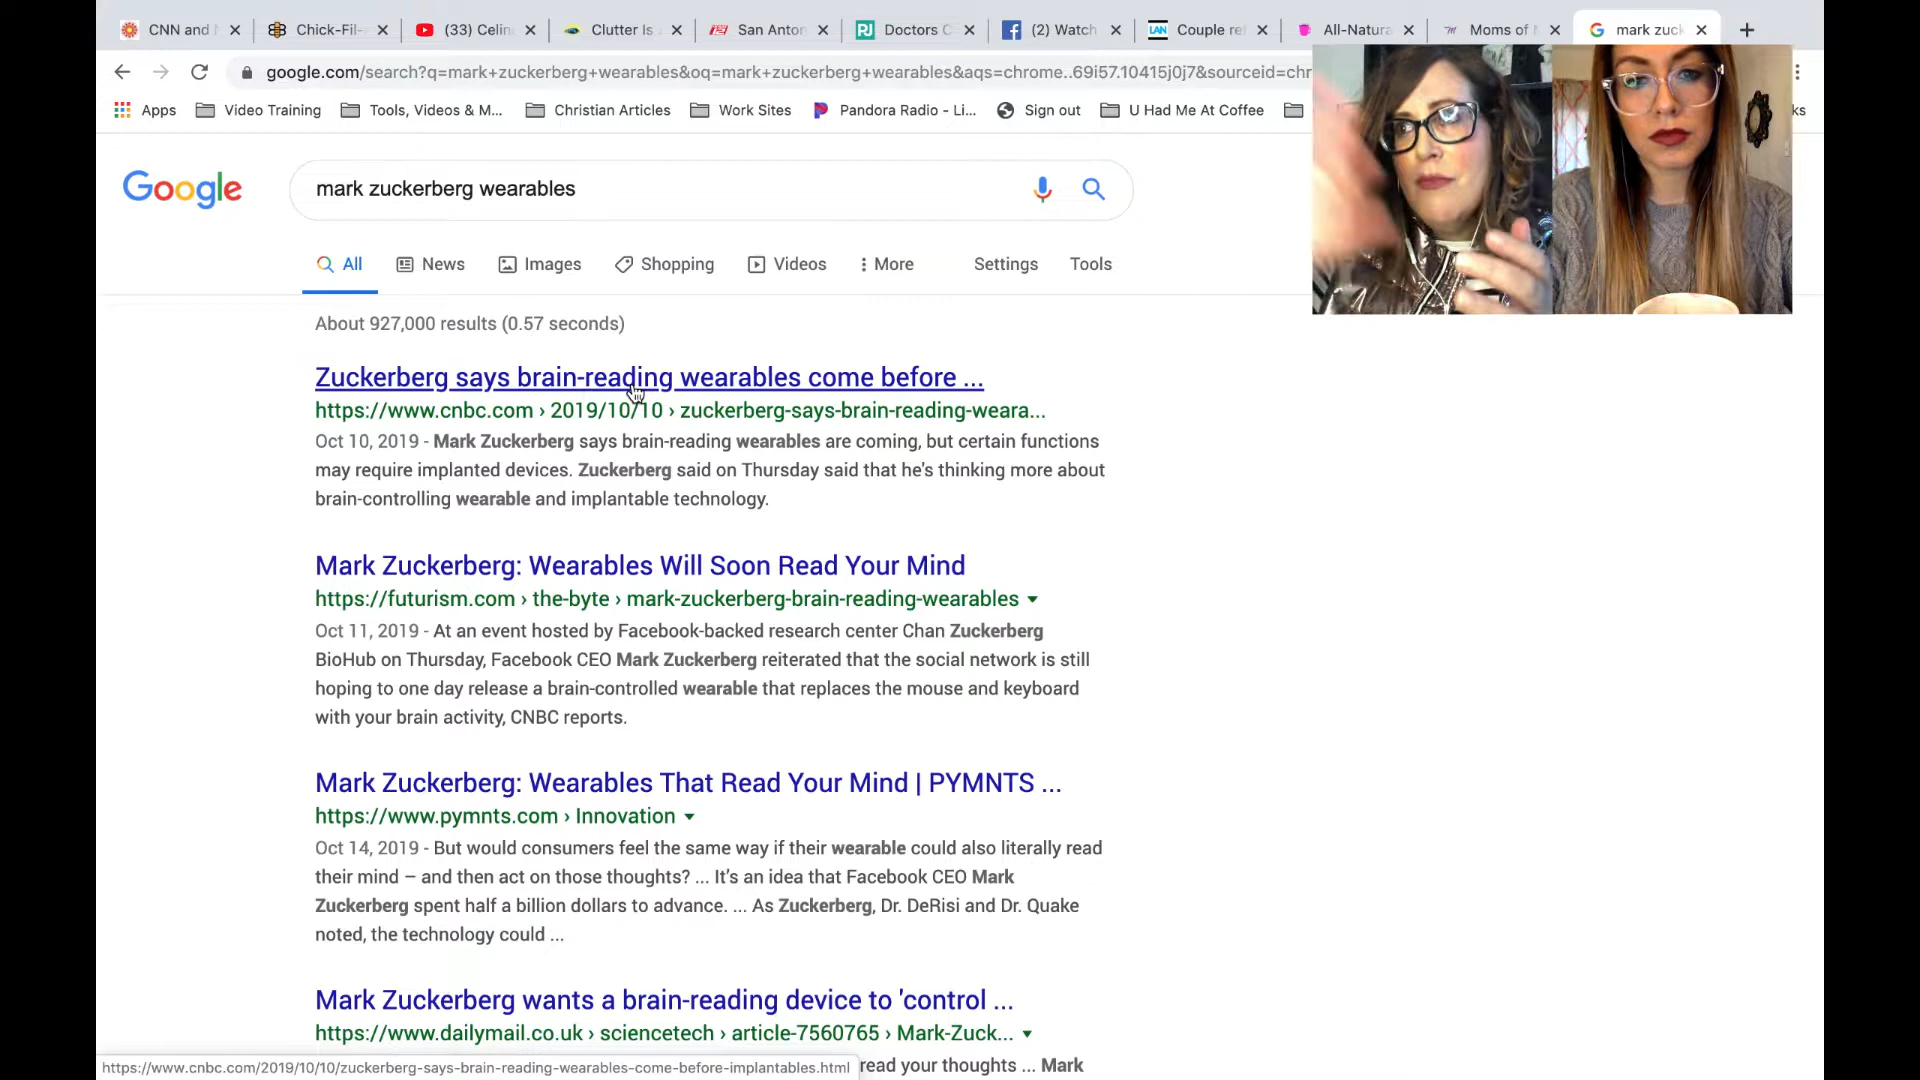 CNN and
Chick-Fil-
(33) Celin
Clutter Is
San Anton
Doctors C
(2) Watch
Couple re
All-Natura
Moms of
mark zuck
google.com/search?q=mark+zuckerberg+wearables&oq=mark+zuckerberg+wearables&aqs=chrome..69i57.10415j0j7&sourceid=chr
Apps Video Training Tools, Videos & M... Christian Articles Work Sites Pandora Radio - Li... Sign out U Had Me At Coffee ks
Google
mark zuckerberg wearables
All News Images Shopping Videos More Settings Tools
About 927,000 results (0.57 seconds)
Zuckerberg says brain-reading wearables come before ...
https://www.cnbc.com › 2019/10/10 › zuckerberg-says-brain-reading-weara...
Oct 10, 2019 - Mark Zuckerberg says brain-reading wearables are coming, but certain functions
may require implanted devices. Zuckerberg said on Thursday said that he's thinking more about
brain-controlling wearable and implantable technology.
Mark Zuckerberg: Wearables Will Soon Read Your Mind
https://futurism.com › the-byte › mark-zuckerberg-brain-reading-wearables
Oct 11, 2019 - At an event hosted by Facebook-backed research center Chan Zuckerberg
BioHub on Thursday, Facebook CEO Mark Zuckerberg reiterated that the social network is still
hoping to one day release a brain-controlled wearable that replaces the mouse and keyboard
with your brain activity, CNBC reports.
Mark Zuckerberg: Wearables That Read Your Mind | PYMNTS ...
https://www.pymnts.com › Innovation
Oct 14, 2019 - But would consumers feel the same way if their wearable could also literally read
their mind – and then act on those thoughts? ... It's an idea that Facebook CEO Mark
Zuckerberg spent half a billion dollars to advance. ... As Zuckerberg, Dr. DeRisi and Dr. Quake
noted, the technology could ...
Mark Zuckerberg wants a brain-reading device to 'control ...
https://www.dailymail.co.uk › sciencetech › article-7560765 › Mark-Zuck...
read your thoughts ... Mark
https://www.cnbc.com/2019/10/10/zuckerberg-says-brain-reading-wearables-come-before-implantables.html